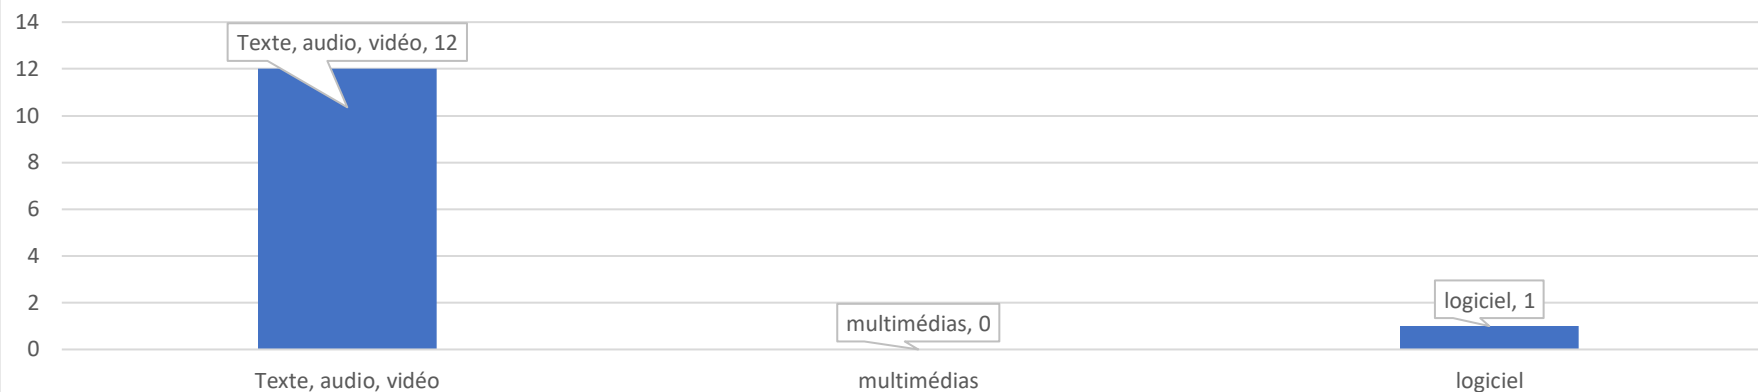 14
Texte, audio, vidéo, 12
12
10
8
6
4
logiciel, 1
2
multimédias, 0
0
Texte, audio, vidéo
multimédias
logiciel